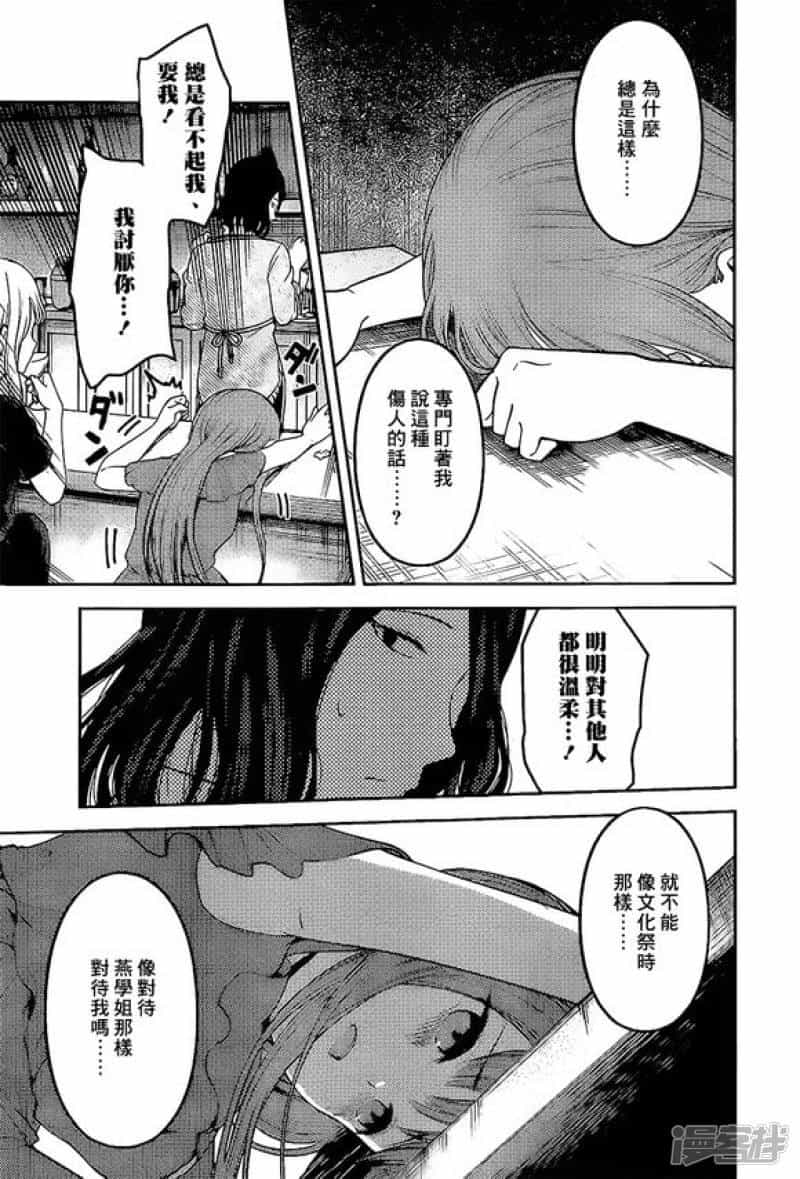 為什麼
總是這樣……
專門盯著我
說這種
傷人的話……?
總是看不起我、
耍我！
我討厭你…！
ダン
ダン
明明對其他人
都很溫柔…！
就不能
像文化祭時
那樣……
像對待
燕學姐那樣
對待我嗎……
漫客栈